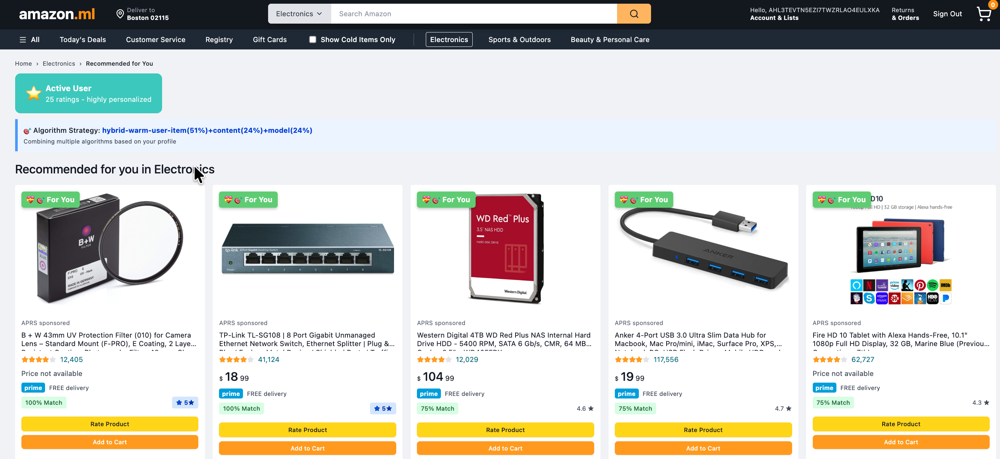 amazon.ml
Deliver to
Boston 02115
Electronics
Search Amazon
Hello, AHL3TEVTN5EZI7TWZRLAO4EULXKA
Account & Lists
Returns
& Orders
Sign Out
0
All
Today's Deals
Customer Service
Registry
Gift Cards
Show Cold Items Only
Electronics
Sports & Outdoors
Beauty & Personal Care
Home › Electronics › Recommended for You
Active User
25 ratings - highly personalized
Algorithm Strategy: hybrid-warm-user-item(51%)+content(24%)+model(24%)
Combining multiple algorithms based on your profile
Recommended for you in Electronics
For You
B+W
FILTER
F-PRO E
010 UV - Haze
MADE IN GERMANY
APRS sponsored
B + W 43mm UV Protection Filter (010) for Camera
Lens – Standard Mount (F-PRO), E Coating, 2 Laye...
12,405
Price not available
prime FREE delivery
100% Match
5★
Rate Product
Add to Cart
For You
tp-link 8-Port Gigabit Desktop Switch
TL-SG108
Power 1 2 3 4 5 6 7 8
APRS sponsored
TP-Link TL-SG108 | 8 Port Gigabit Unmanaged
Ethernet Network Switch, Ethernet Splitter | Plug &...
41,124
$ 18 99
prime FREE delivery
100% Match
5★
Rate Product
Add to Cart
For You
WD Red™ Plus
3.5" NAS HDD
HARD DISK DRIVE
Western Digital.
APRS sponsored
Western Digital 4TB WD Red Plus NAS Internal Hard
Drive HDD - 5400 RPM, SATA 6 Gb/s, CMR, 64 MB...
12,029
$ 104 99
prime FREE delivery
75% Match
4.6 ★
Rate Product
Add to Cart
For You
ANKER
APRS sponsored
Anker 4-Port USB 3.0 Ultra Slim Data Hub for
Macbook, Mac Pro/mini, iMac, Surface Pro, XPS,...
117,556
$ 19 99
prime FREE delivery
75% Match
4.7 ★
Rate Product
Add to Cart
For You
D10
Full HD | 32 GB storage | Alexa hands-free
twitch
prime video
IMDb
amazon music
SHO
HBO NOW
APRS sponsored
Fire HD 10 Tablet with Alexa Hands-Free, 10.1"
1080p Full HD Display, 32 GB, Marine Blue (Previou...
62,727
Price not available
prime FREE delivery
75% Match
4.3 ★
Rate Product
Add to Cart